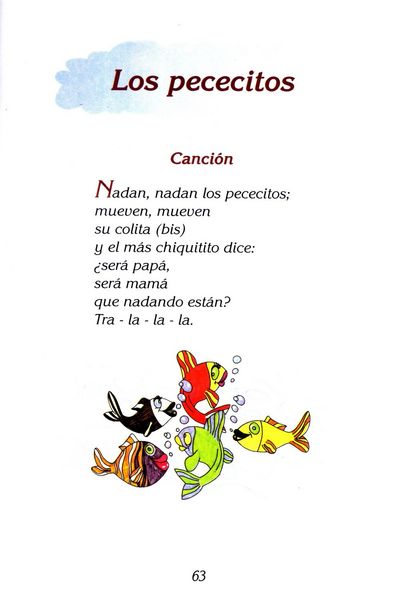 Los pececitos
Canción
Nadan, nadan los pececitos;
mueven, mueven
su colita (bis)
y el más chiquitito dice:
¿será papá,
será mamá
que nadando están?
Tra - la - la - la.
63